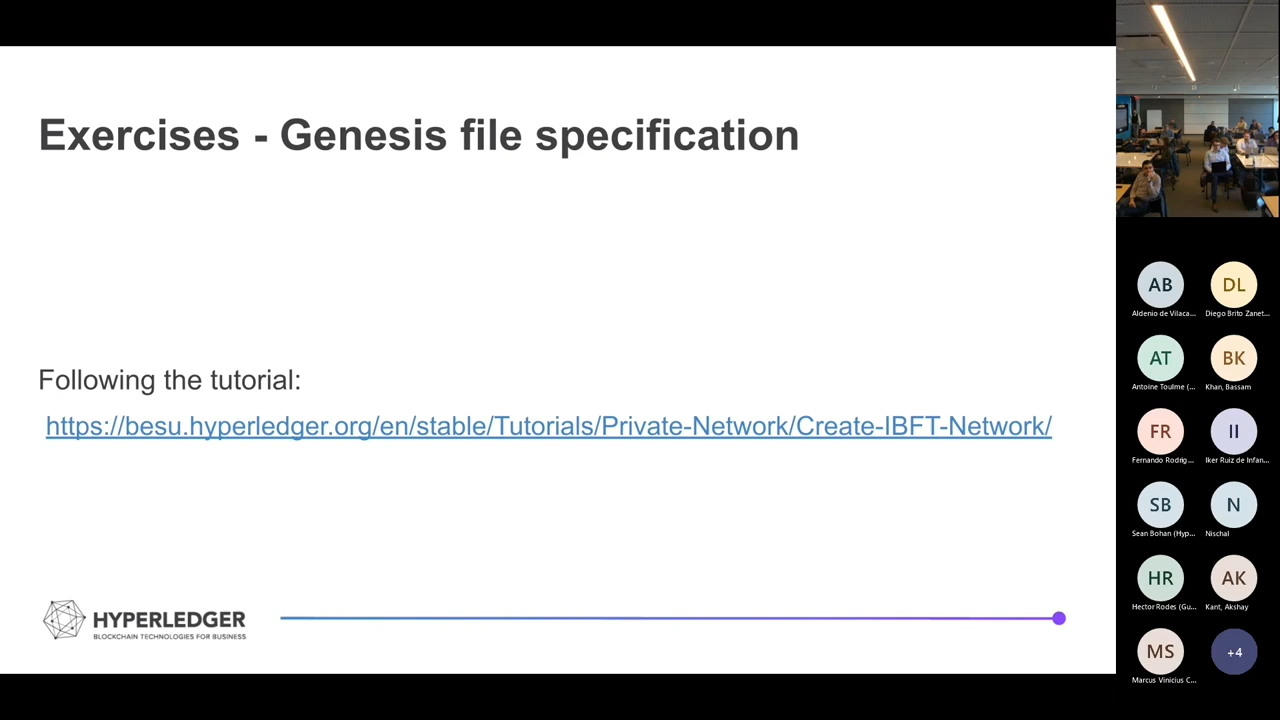 Exercises - Genesis file specification
Following the tutorial:
https://besu.hyperledger.org/en/stable/Tutorials/Private-Network/Create-IBFT-Network/
HYPERLEDGER
BLOCKCHAIN TECHNOLOGIES FOR BUSINESS
AB
DL
Aldenio de Vilaca...
Diego Brito Zanet...
AT
BK
Antoine Toulme (...
Khan, Bassam
FR
II
Fernando Rodrig...
Iker Ruiz de Infan...
SB
N
Sean Bohan (Hyp...
Nischal
HR
AK
Hector Rodes (Gu...
Kant, Akshay
MS
+4
Marcus Vinicius C...